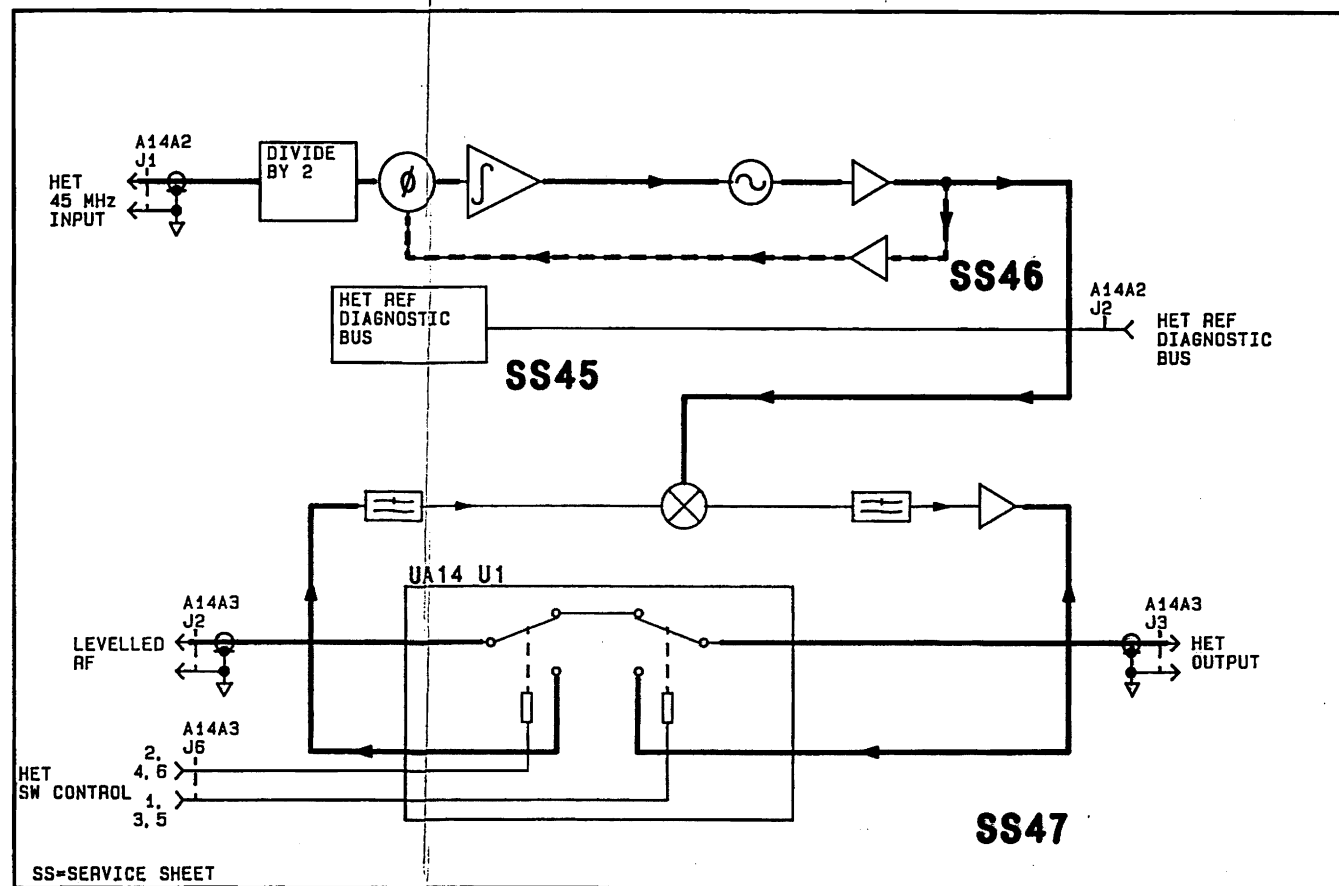 A14A2
J1
HET
45 MHz
INPUT
DIVIDE
BY 2
ϕ
∫
SS46
HET REF
DIAGNOSTIC
BUS
SS45
A14A2
J2
HET REF
DIAGNOSTIC
BUS
UA14 U1
A14A3
J2
LEVELLED
RF
A14A3
J3
HET
OUTPUT
A14A3
J6
2.
4.6
HET
SW CONTROL
1.
3.5
SS47
SS=SERVICE SHEET